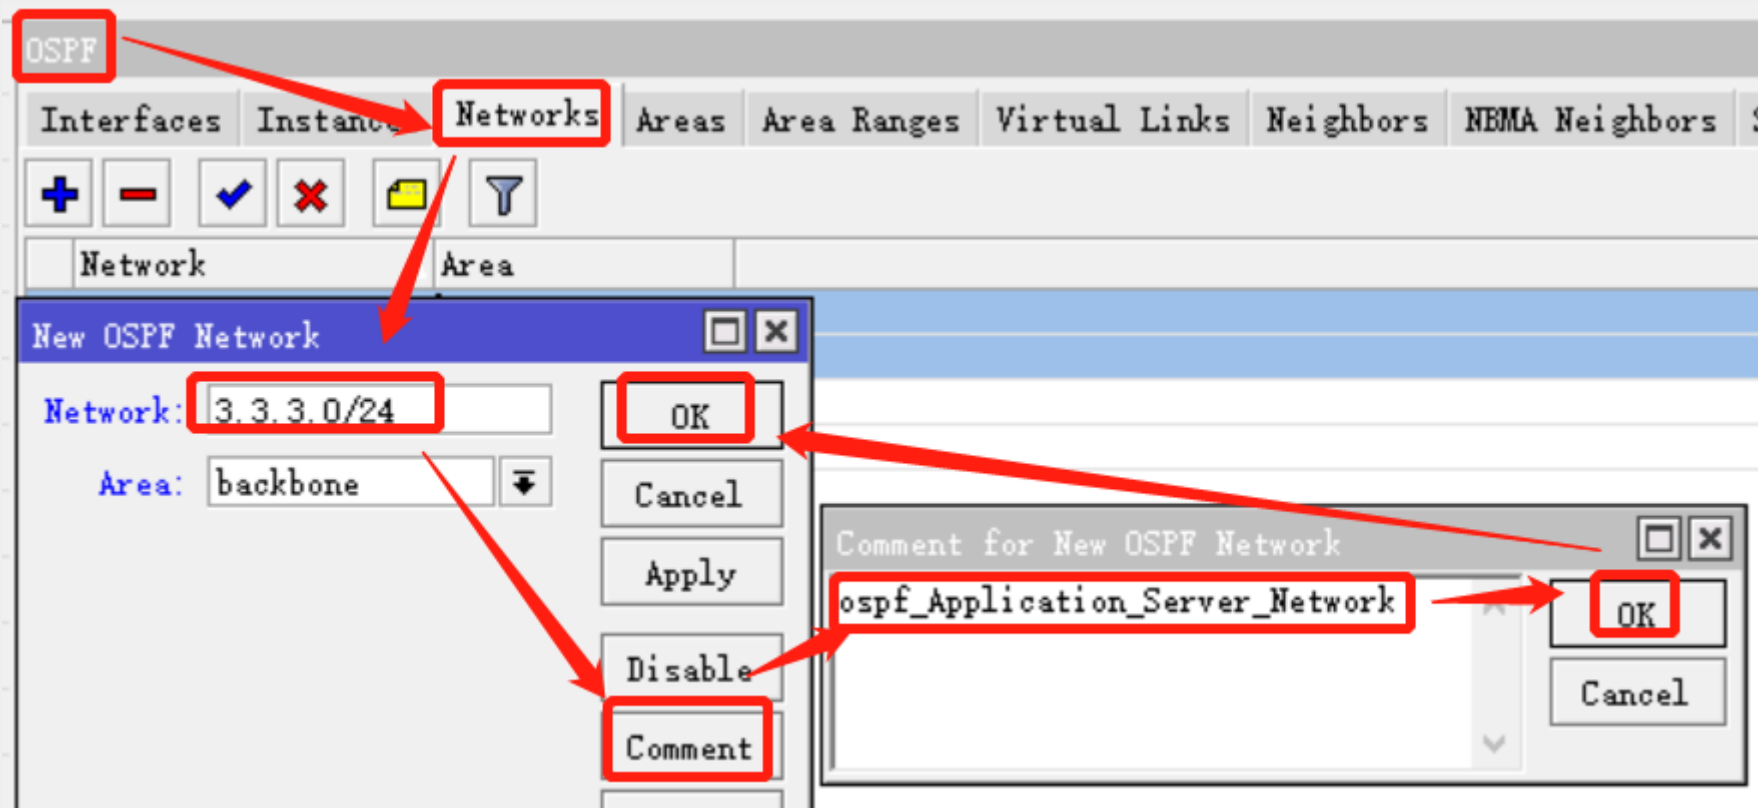 OSPF
Interfaces Instance Networks Areas Area Ranges Virtual Links Neighbors NBMA Neighbors
Network Area
New OSPF Network
Network: 3.3.3.0/24
Area: backbone
OK
Cancel
Apply
Disable
Comment
Comment for New OSPF Network
ospf_Application_Server_Network
OK
Cancel